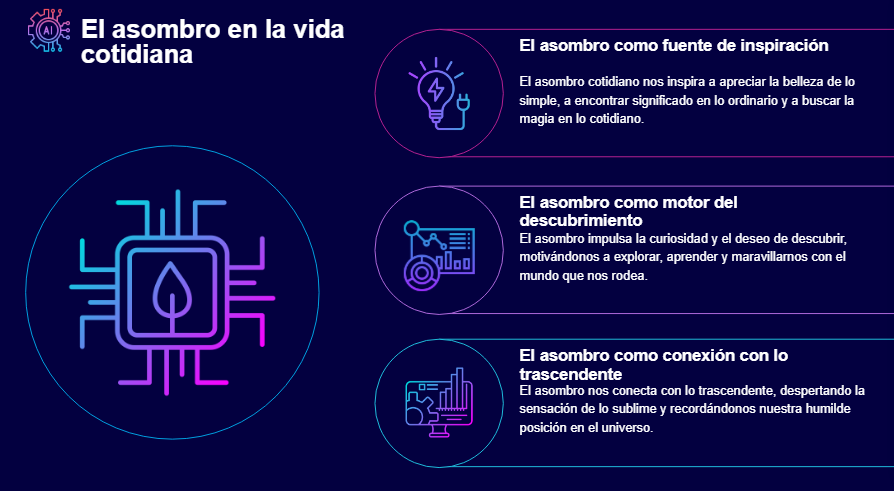 AI
El asombro en la vida
cotidiana
El asombro como fuente de inspiración
El asombro cotidiano nos inspira a apreciar la belleza de lo
simple, a encontrar significado en lo ordinario y a buscar la
magia en lo cotidiano.
El asombro como motor del
descubrimiento
El asombro impulsa la curiosidad y el deseo de descubrir,
motivándonos a explorar, aprender y maravillarnos con el
mundo que nos rodea.
El asombro como conexión con lo
trascendente
El asombro nos conecta con lo trascendente, despertando la
sensación de lo sublime y recordándonos nuestra humilde
posición en el universo.